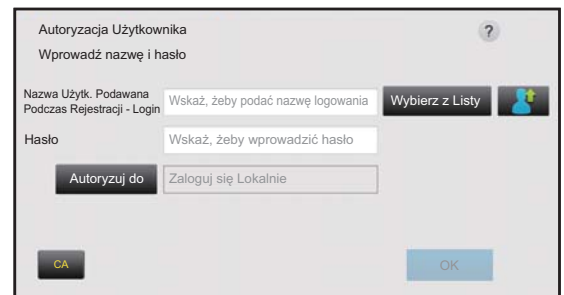 Autoryzacja Użytkownika
?
Wprowadź nazwę i hasło
Nazwa Użytk. Podawana
Podczas Rejestracji - Login
Wskaż, żeby podać nazwę logowania
Wybierz z Listy
Hasło
Wskaż, żeby wprowadzić hasło
Autoryzuj do
Zaloguj się Lokalnie
CA
OK